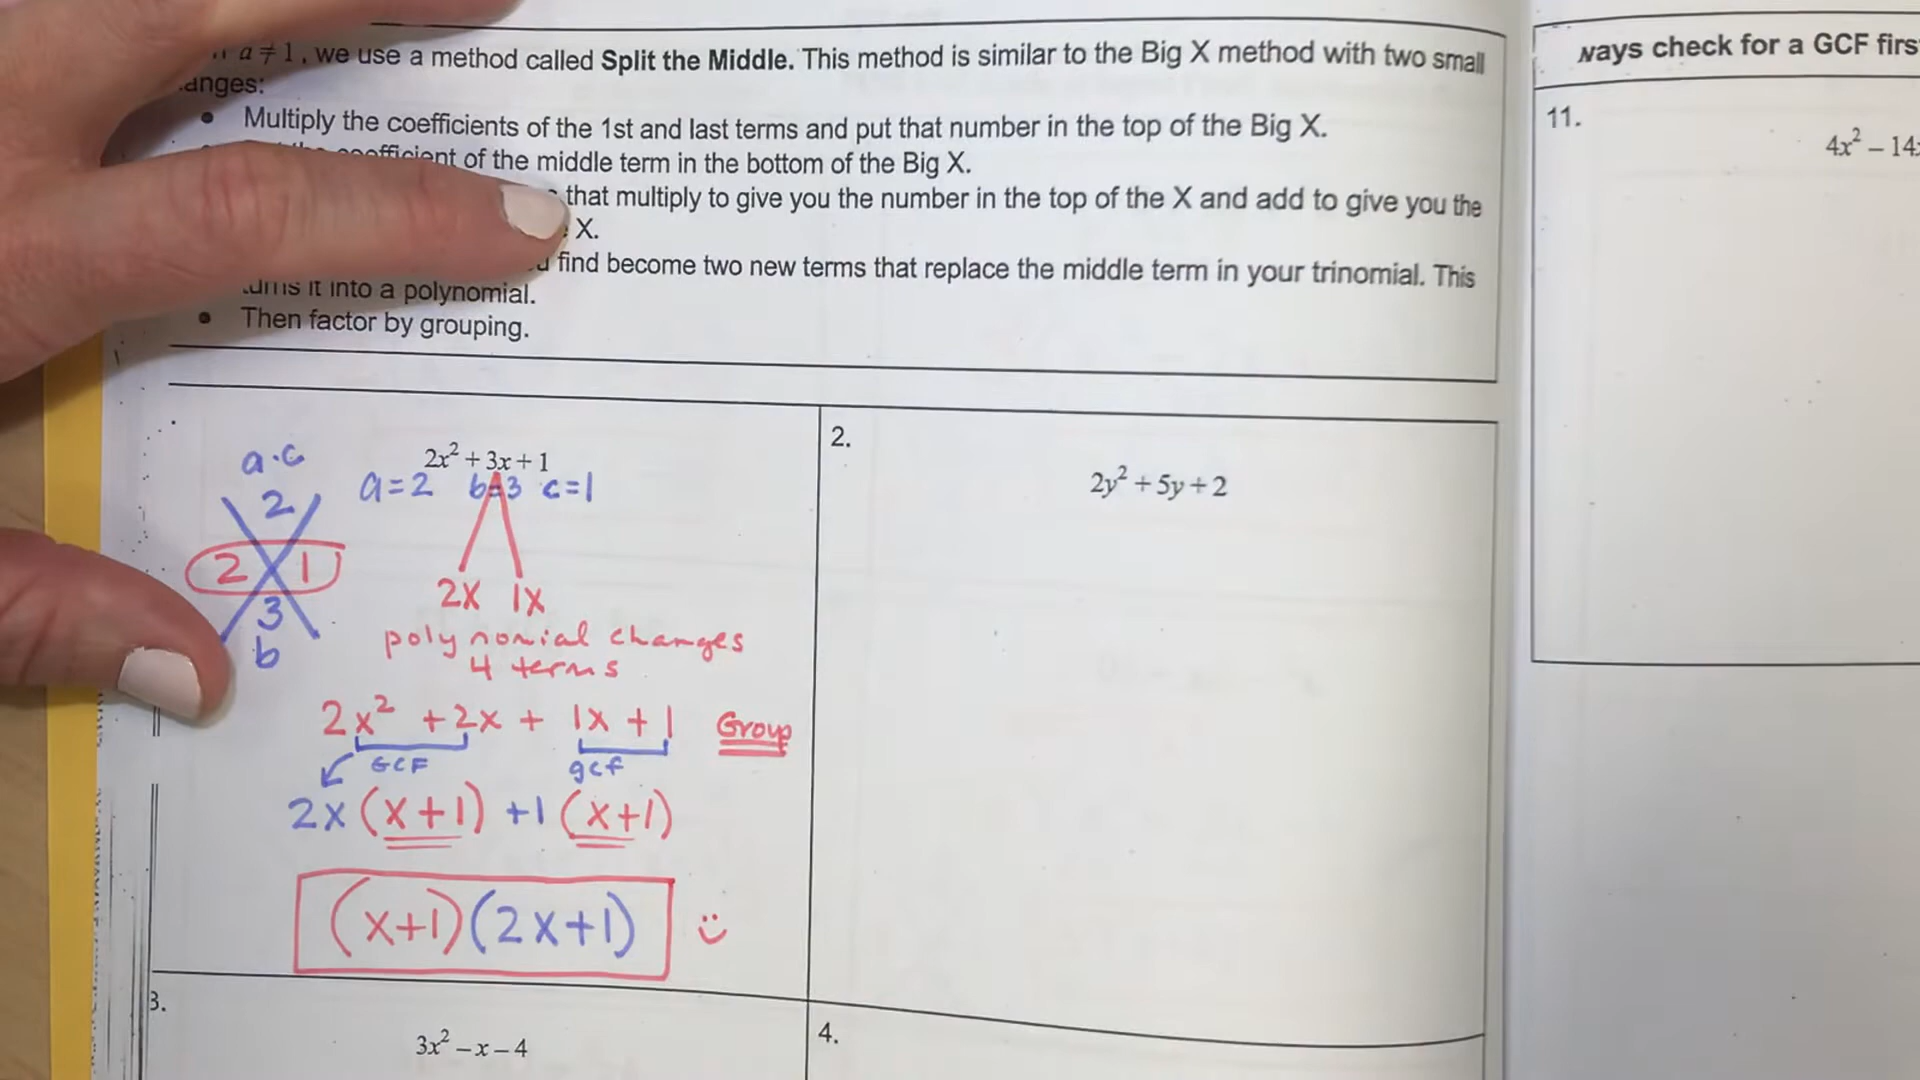 a ≠ 1, we use a method called Split the Middle. This method is similar to the Big X method with two small
anges:
• Multiply the coefficients of the 1st and last terms and put that number in the top of the Big X.
coefficient of the middle term in the bottom of the Big X.
that multiply to give you the number in the top of the X and add to give you the
X.
find become two new terms that replace the middle term in your trinomial. This
it into a polynomial.
• Then factor by grouping.
a·c
2
2 1
3
b
2x² + 3x + 1
a=2 b=3 c=1
2x 1x
polynomial changes
4 terms
2x² +2x + 1x + 1 Group
GCF gcf
2x (x+1) +1 (x+1)
(x+1)(2x+1)
2.
2y² + 5y + 2
3.
3x² – x – 4
4.
ways check for a GCF firs
11.
4x² – 14